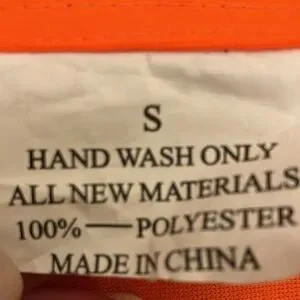 S
HAND WASH ONLY
ALL NEW MATERIALS
100%—POLYESTER
MADE IN CHINA